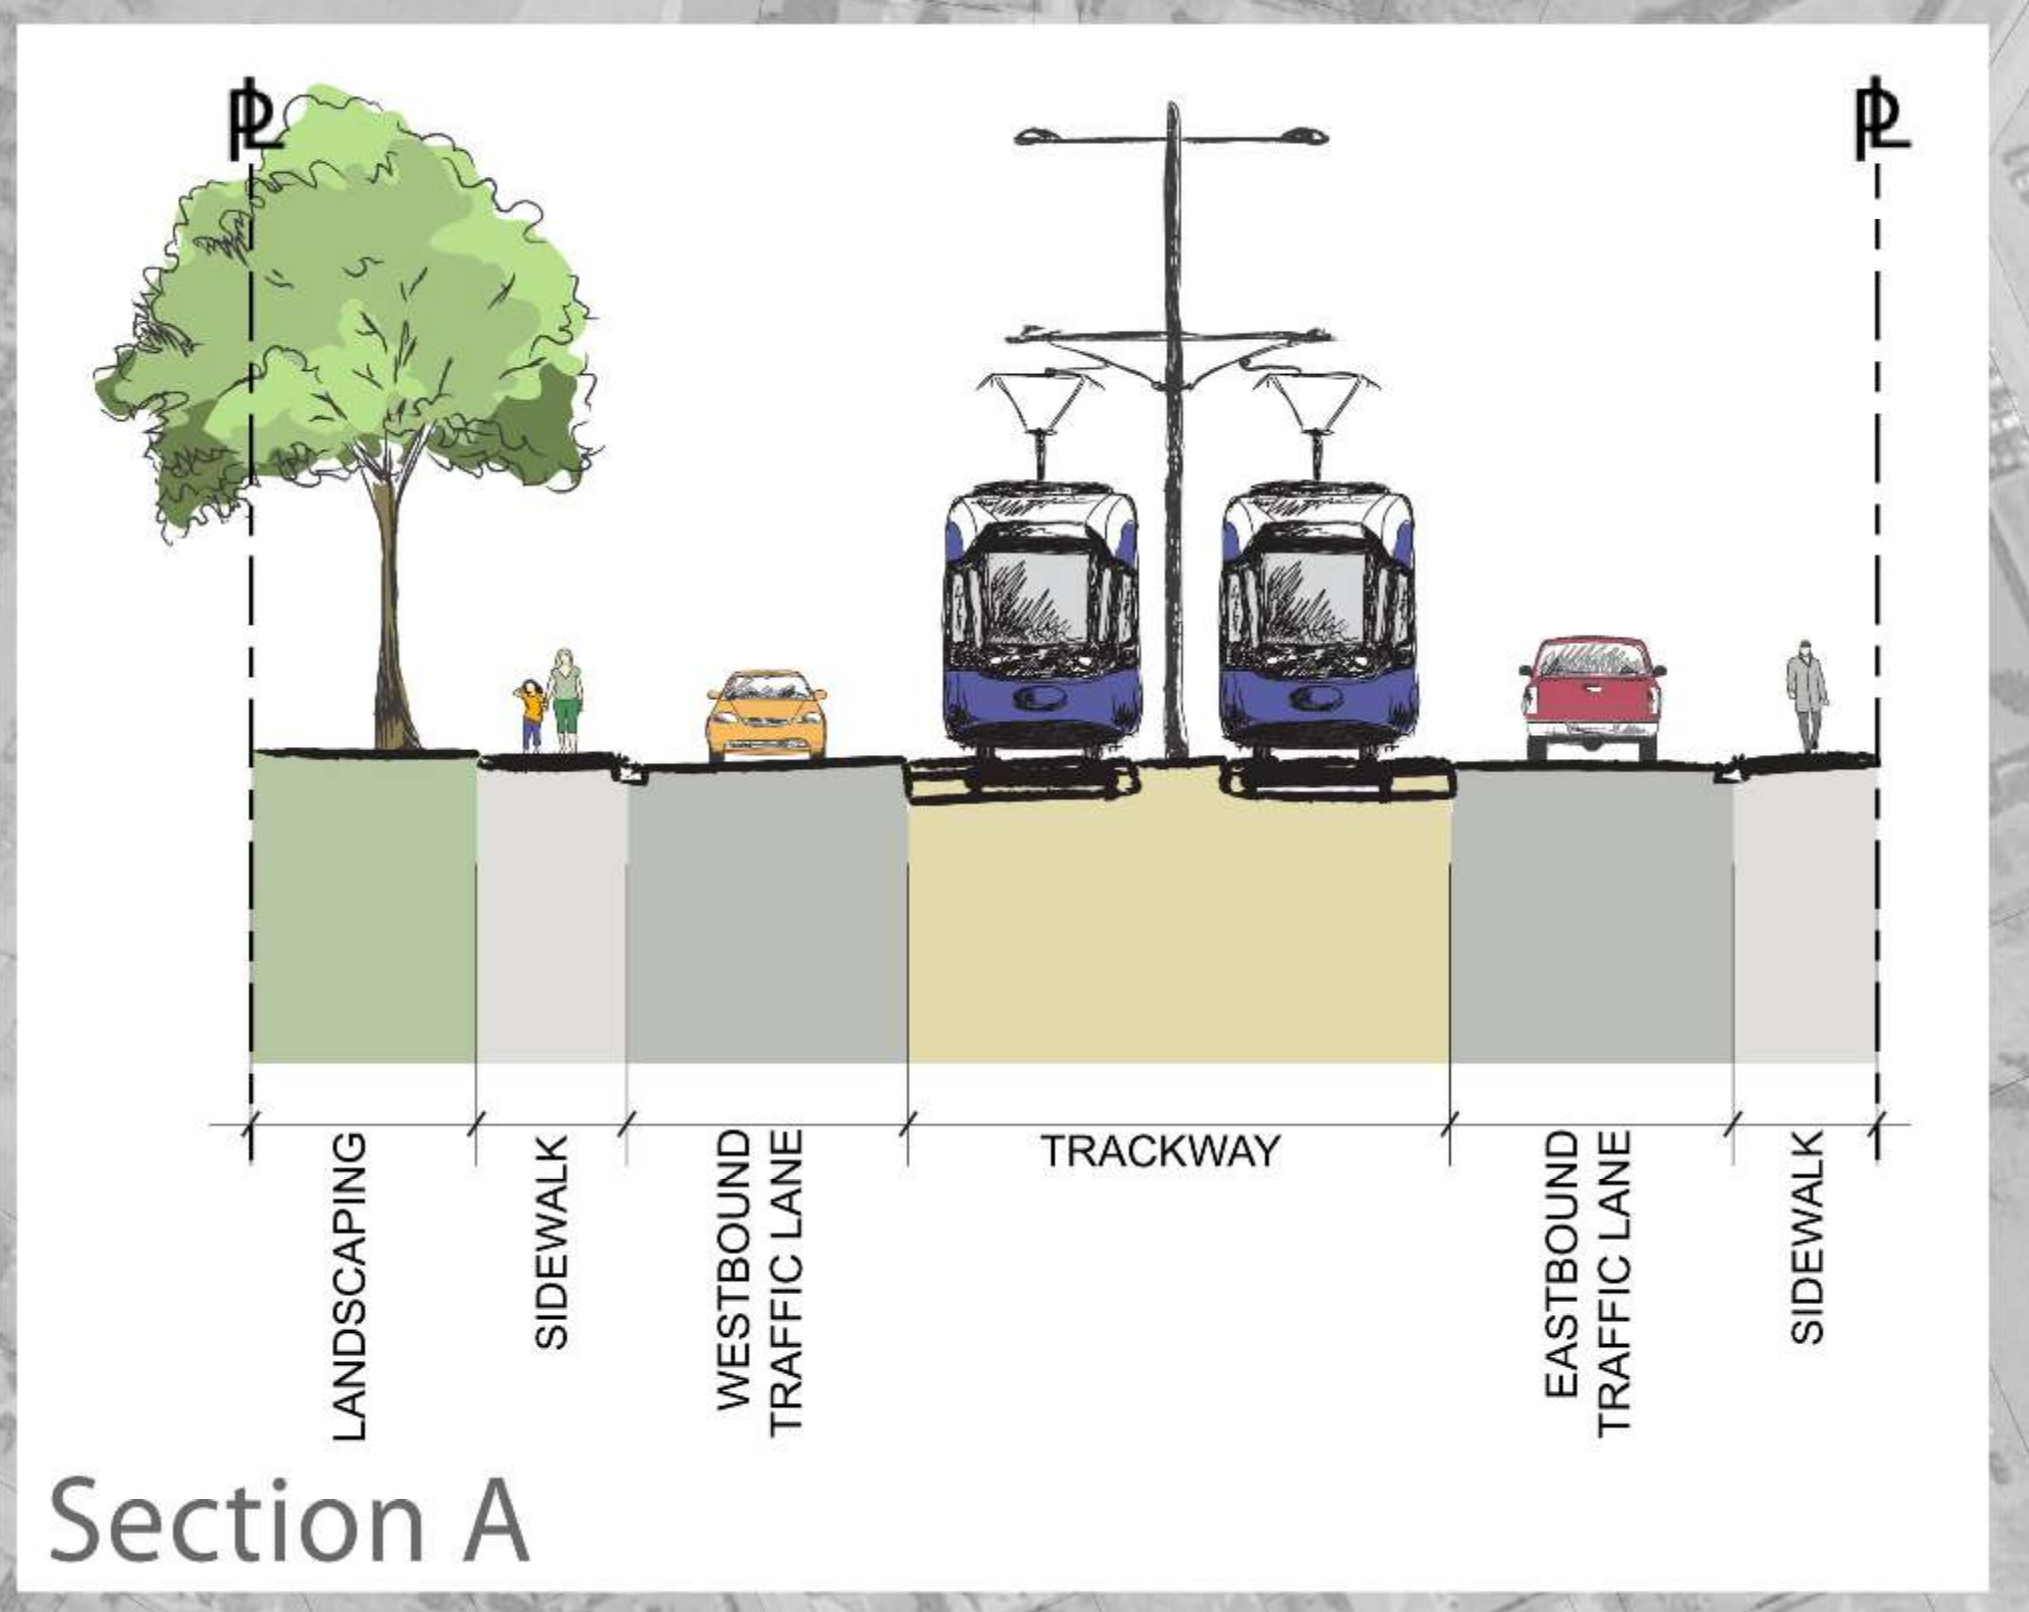 PL
PL
LANDSCAPING
SIDEWALK
WESTBOUND
TRAFFIC LANE
TRACKWAY
EASTBOUND
TRAFFIC LANE
SIDEWALK
Section A